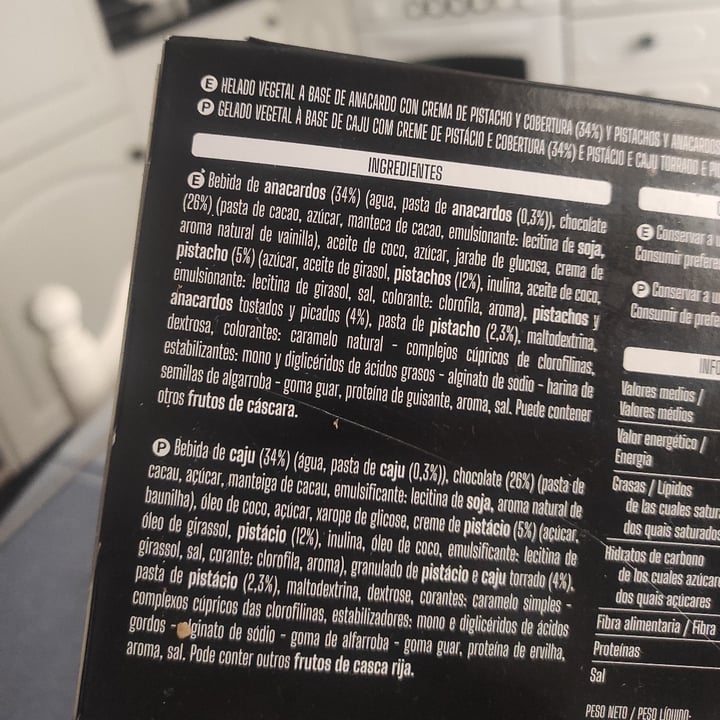 E HELADO VEGETAL A BASE DE ANACARDO CON CREMA DE PISTACHO Y COBERTURA (34%) Y PISTACHOS Y ANACARDOS
P GELADO VEGETAL À BASE DE CAJU COM CREME DE PISTÁCIO E COBERTURA (34%) E PISTÁCIO E CAJU TORRADO E
INGREDIENTES
E Bebida de anacardos (34%) (agua, pasta de anacardos (0,3%)), chocolate
(26%) (pasta de cacao, azúcar, manteca de cacao, emulsionante: lecitina de soja,
aroma natural de vainilla), aceite de coco, azúcar, jarabe de glucosa, crema de
pistacho (5%) (azúcar, aceite de girasol, pistachos (12%), inulina, aceite de coco,
emulsionante: lecitina de girasol, sal, colorante: clorofila, aroma), pistachos y
anacardos tostados y picados (4%), pasta de pistacho (2,3%), maltodextrina,
dextrosa, colorantes: caramelo natural - complejos cúpricos de clorofilinas,
estabilizantes: mono y diglicéridos de ácidos grasos - alginato de sodio - harina de
semillas de algarroba - goma guar, proteína de guisante, aroma, sal. Puede contener
otros frutos de cáscara.
P Bebida de caju (34%) (água, pasta de caju (0,3%)), chocolate (26%) (pasta de
cacau, açúcar, manteiga de cacau, emulsificante: lecitina de soja, aroma natural de
baunilha), óleo de coco, açúcar, xarope de glicose, creme de pistácio (5%) (açúcar,
óleo de girassol, pistácio (12%), inulina, óleo de coco, emulsificante: lecitina de
girassol, sal, corante: clorofila, aroma), granulado de pistácio e caju torrado (4%),
pasta de pistácio (2,3%), maltodextrina, dextrose, corantes: caramelo simples -
complexos cúpricos das clorofilinas, estabilizadores: mono e diglicéridos de ácidos
gordos - alginato de sódio - goma de alfarroba - goma guar, proteína de ervilha,
aroma, sal. Pode conter outros frutos de casca rija.
E Conservar a
Consumir
P Conservar a
Consumir de
Valores medios /
Valores médios
Valor energético /
Energia
Grasas / Lípidos
de las cuales
dos quais saturados
Hidratos de carbono
de los cuales
dos quais açúcares
Fibra alimentaria / Fibra
Proteínas
Sal
PESO NETO / PESO LÍQUIDO: